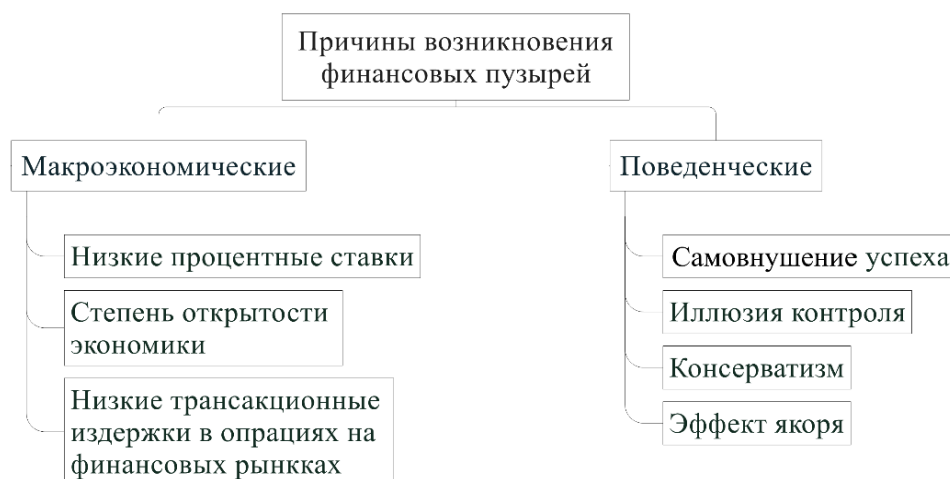 Причины возникновения
финансовых пузырей
Макроэкономические
Низкие процентные ставки
Степень открытости
экономики
Низкие трансакционные
издержки в опрациях на
финансовых рынкках
Поведенческие
Самовнушение успеха
Иллюзия контроля
Консерватизм
Эффект якоря